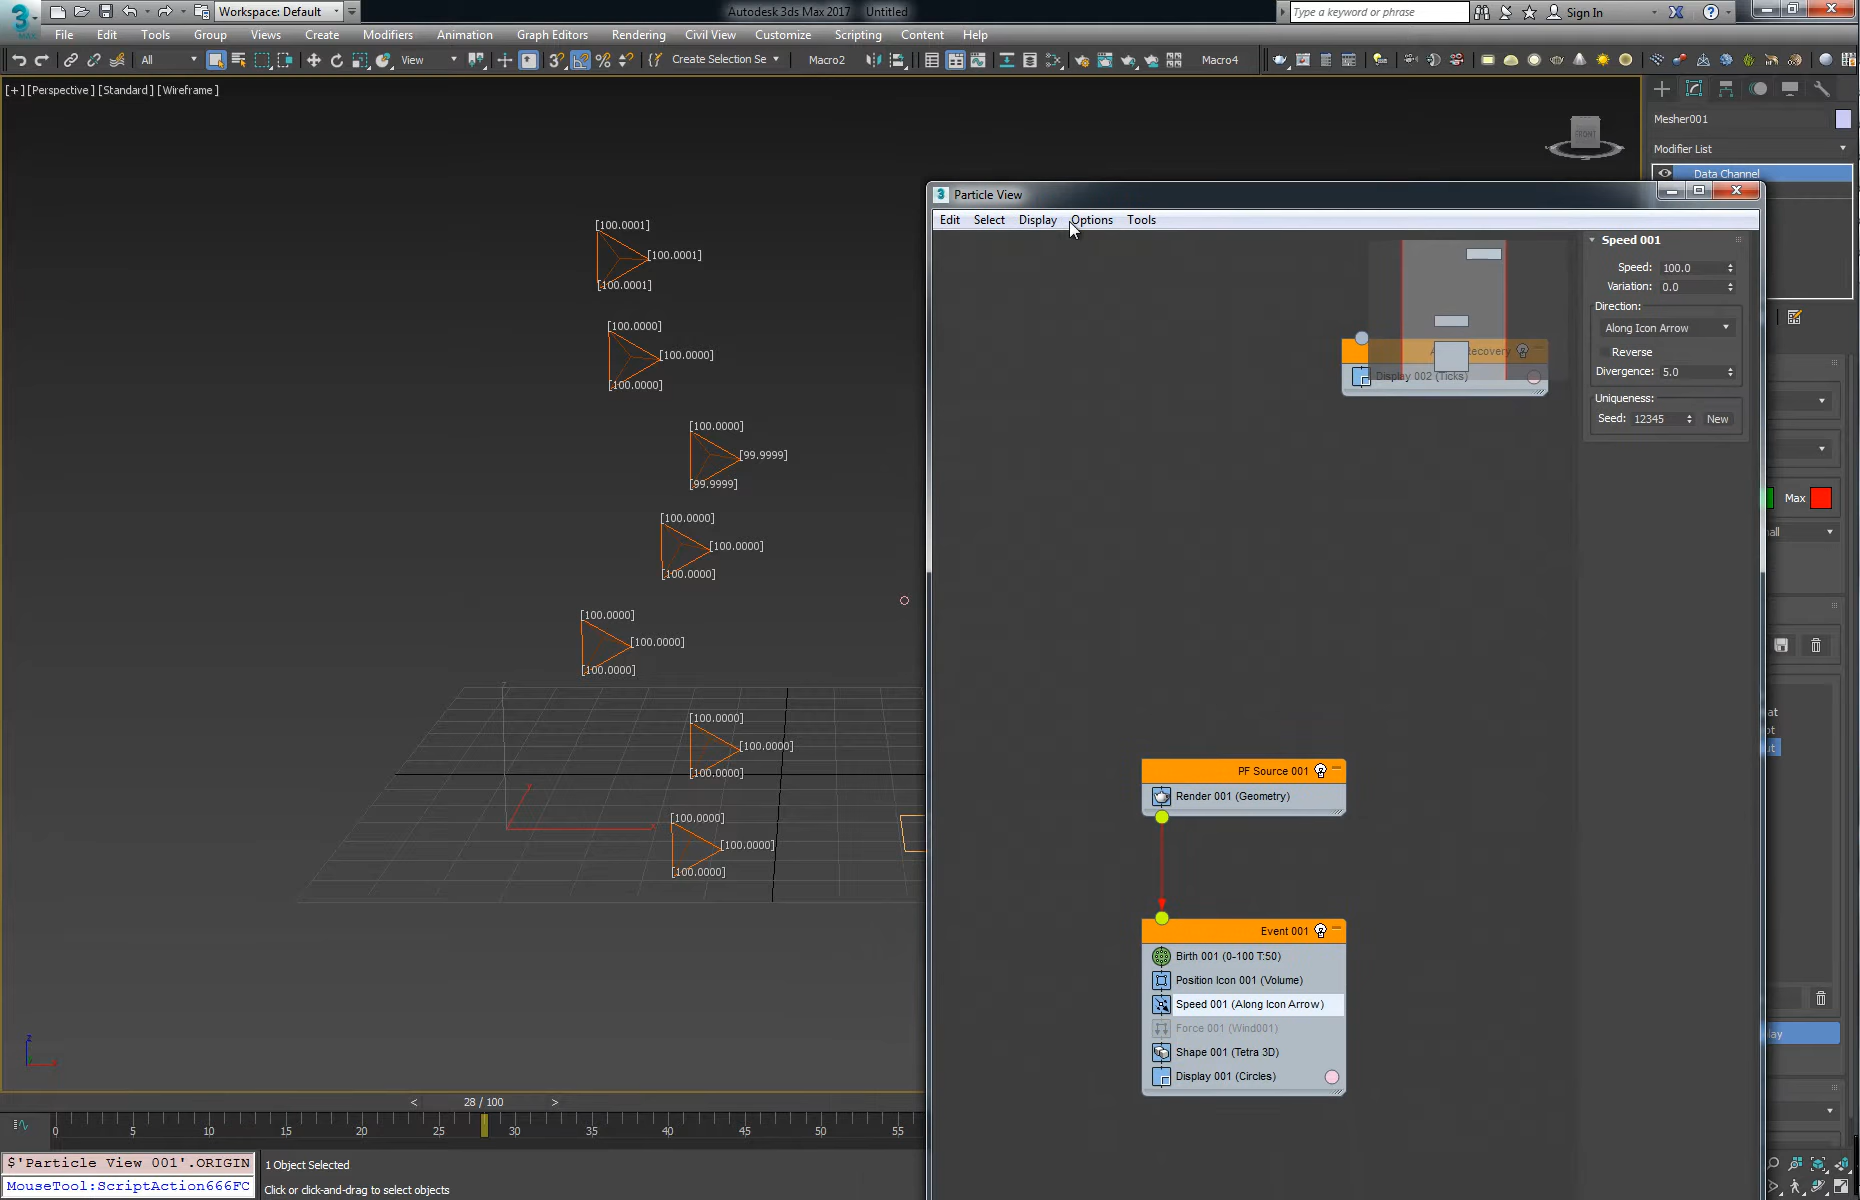 Workspace: Default
Autodesk 3ds Max 2017 Untitled
Type a keyword or phrase
Sign In
MAX
File Edit Tools Group Views Create Modifiers Animation Graph Editors Rendering Civil View Customize Scripting Content Help
All
View
Create Selection Se
Macro2
Macro4
[+] [Perspective ] [Standard ] [Wireframe ]
FRONT
Mesher001
Modifier List
Data Channel
Particle View
Edit Select Display Options Tools
Speed 001
Speed: 100.0
Variation: 0.0
Direction:
Along Icon Arrow
Reverse
Divergence: 5.0
Uniqueness:
Seed: 12345 New
Display 002 (Ticks)
[100.0001]
[100.0001]
[100.0001]
[100.0000]
[100.0000]
[100.0000]
[100.0000]
[99.9999]
[99.9999]
[100.0000]
[100.0000]
[100.0000]
[100.0000]
[100.0000]
[100.0000]
[100.0000]
[100.0000]
[100.0000]
[100.0000]
[100.0000]
[100.0000]
Max
PF Source 001
Render 001 (Geometry)
Event 001
Birth 001 (0-100 T:50)
Position Icon 001 (Volume)
Speed 001 (Along Icon Arrow)
Force 001 (Wind001)
Shape 001 (Tetra 3D)
Display 001 (Circles)
< 28 / 100 >
0 5 10 15 20 25 30 35 40 45 50 55
$'Particle View 001'.ORIGIN
1 Object Selected
MouseTool:ScriptAction666FC
Click or click-and-drag to select objects